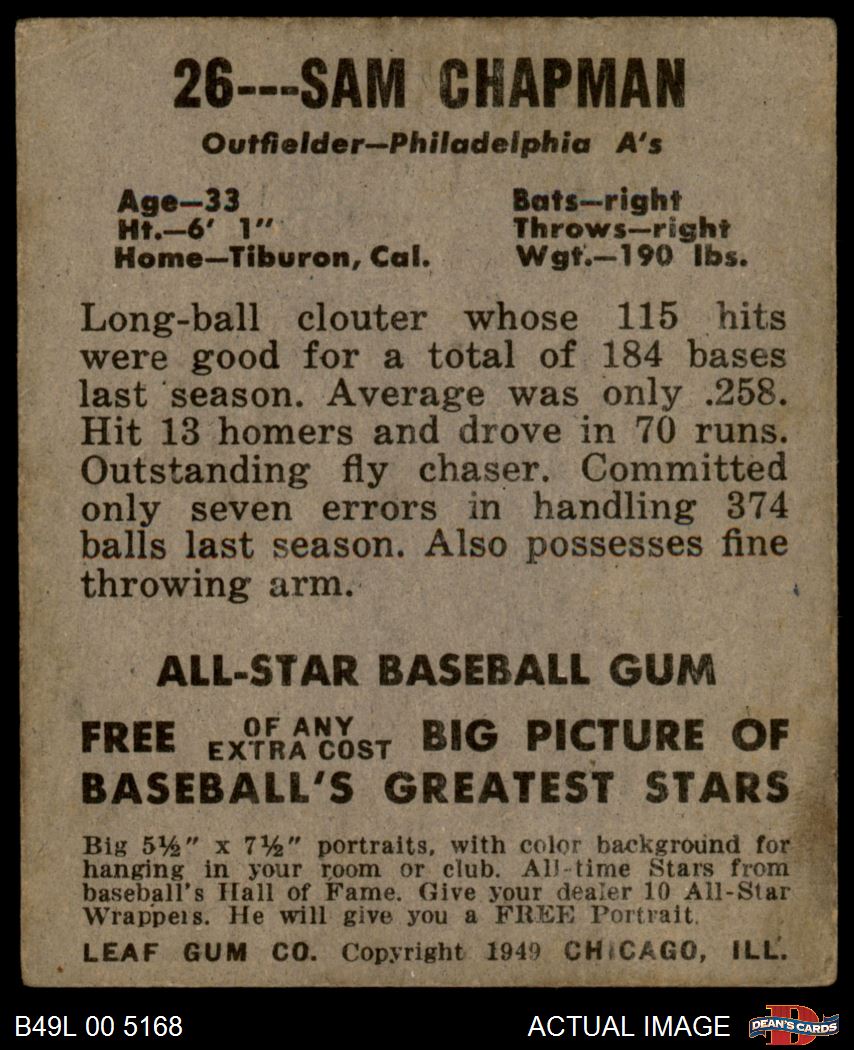 26---SAM CHAPMAN
Outfielder—Philadelphia A's
Age—33 Bats—right
Ht.—6' 1" Throws—right
Home—Tiburon, Cal. Wgt.—190 lbs.
Long-ball clouter whose 115 hits
were good for a total of 184 bases
last season. Average was only .258.
Hit 13 homers and drove in 70 runs.
Outstanding fly chaser. Committed
only seven errors in handling 374
balls last season. Also possesses fine
throwing arm.
ALL-STAR BASEBALL GUM
FREE OF ANY EXTRA COST BIG PICTURE OF
BASEBALL'S GREATEST STARS
Big 5½" x 7½" portraits, with color background for
hanging in your room or club. All-time Stars from
baseball's Hall of Fame. Give your dealer 10 All-Star
Wrappers. He will give you a FREE Portrait.
LEAF GUM CO. Copyright 1949 CHICAGO, ILL.
B49L 00 5168 ACTUAL IMAGE D DEAN'S CARDS